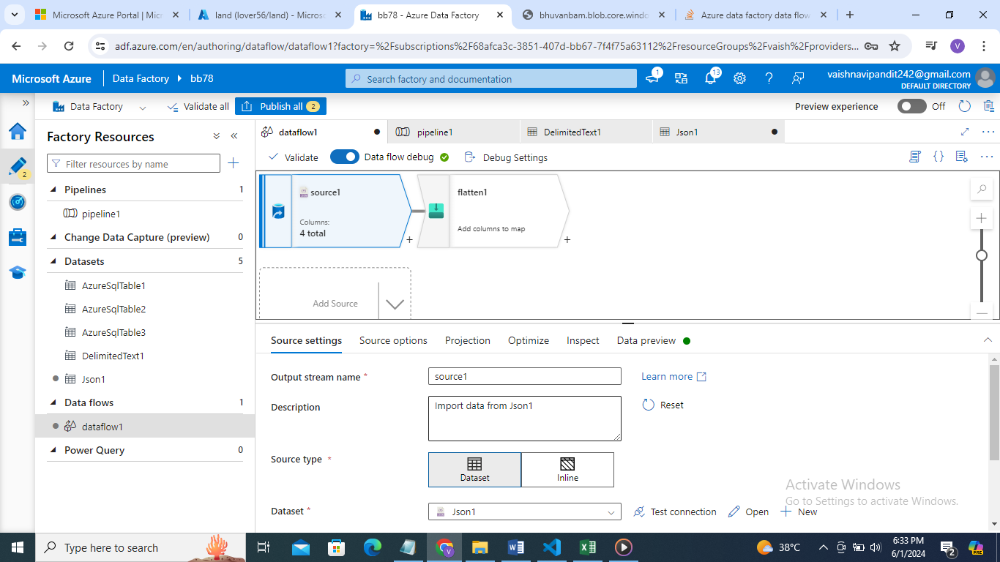 Microsoft Azure Portal | Micr
land (lover56/land) - Microso
bb78 - Azure Data Factory
bhuvanbam.blob.core.windo
Azure data factory data flow
adf.azure.com/en/authoring/dataflow/dataflow1?factory=%2Fsubscriptions%2F68afca3c-3851-407d-bb67-7f4f75a63112%2FresourceGroups%2Fvaish%2Fproviders...
V
Microsoft Azure
Data Factory
bb78
Search factory and documentation
1
13
vaishnavipandit242@gmail.com
DEFAULT DIRECTORY
Data Factory
Validate all
Publish all 2
Preview experience
Off
2
Factory Resources
Filter resources by name
Pipelines 1
pipeline1
Change Data Capture (preview) 0
Datasets 5
AzureSqlTable1
AzureSqlTable2
AzureSqlTable3
DelimitedText1
Json1
Data flows 1
dataflow1
Power Query 0
dataflow1
pipeline1
DelimitedText1
Json1
Validate
Data flow debug
Debug Settings
source1
Columns:
4 total
flatten1
Add columns to map
Add Source
Source settings
Source options
Projection
Optimize
Inspect
Data preview
Output stream name *
source1
Learn more
Description
Import data from Json1
Reset
Source type *
Dataset
Inline
Dataset *
Json1
Test connection
Open
New
Activate Windows
Go to Settings to activate Windows.
Type here to search
38°C
6:33 PM
6/1/2024
2
PRE